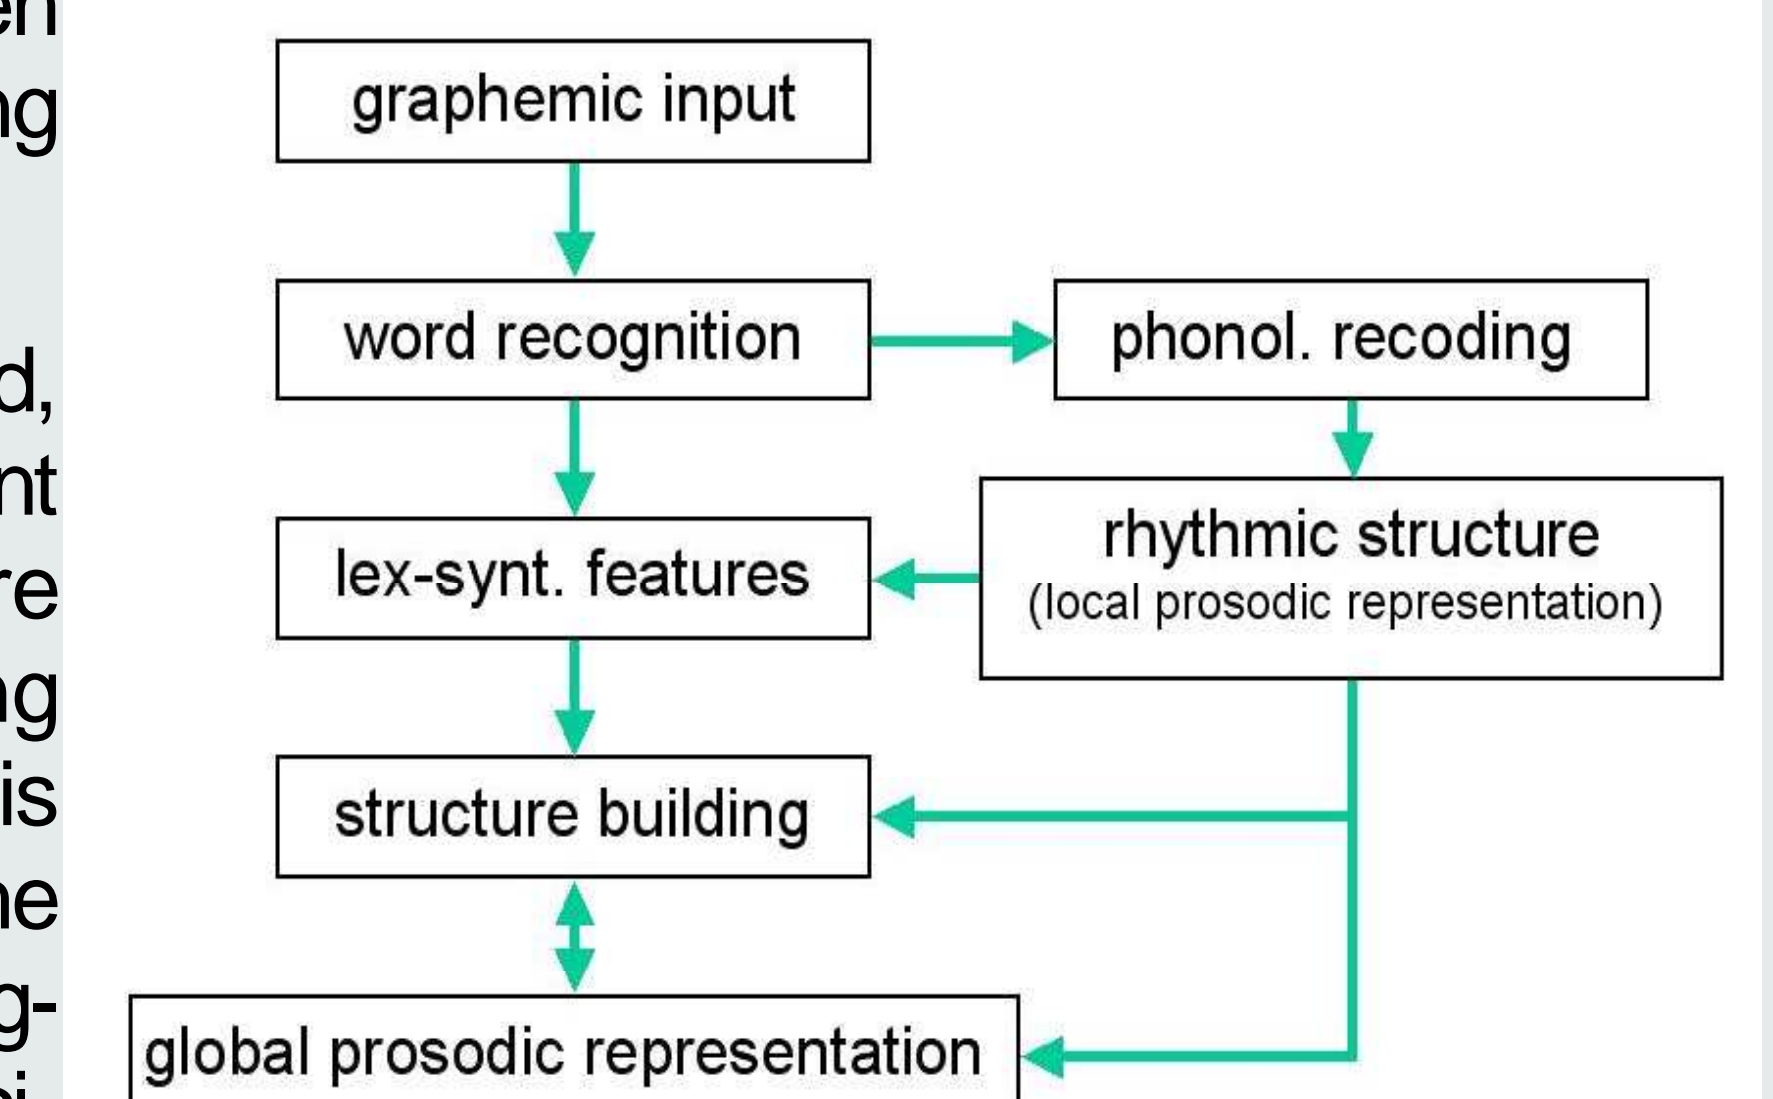 graphemic input
word recognition
phonol. recoding
lex-synt. features
rhythmic structure
(local prosodic representation)
structure building
global prosodic representation